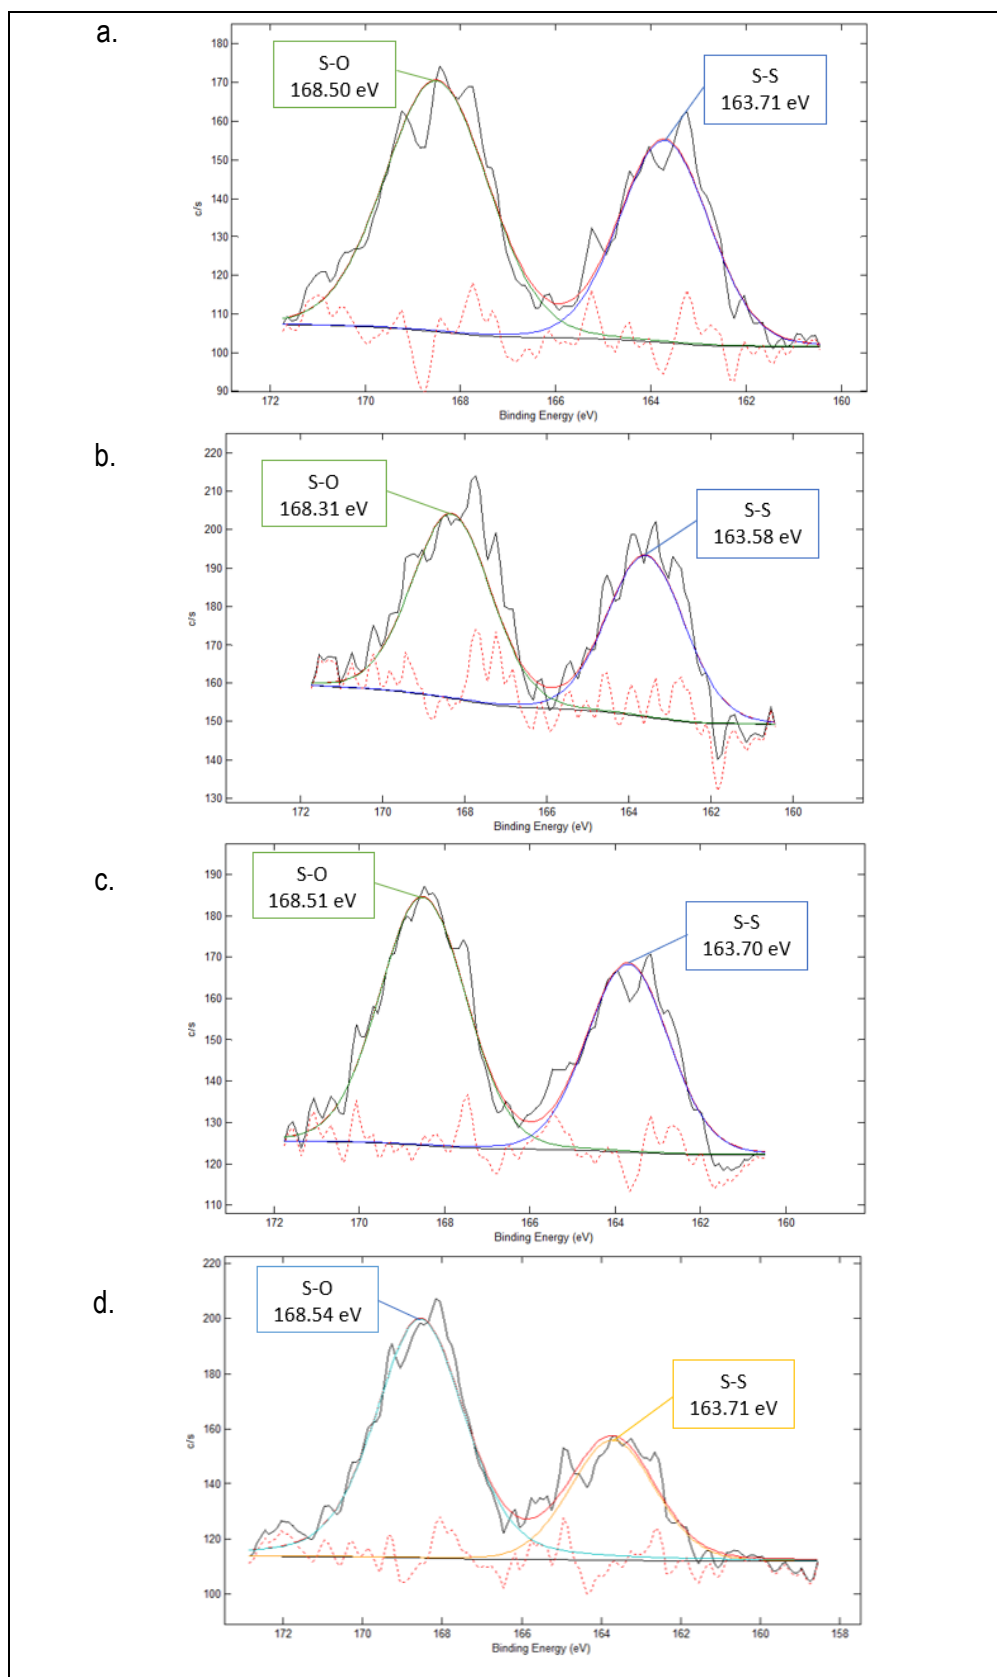 a.
S-O
168.50 eV
S-S
163.71 eV
180
170
160
150
140
130
120
110
100
90
c/s
172 170 168 166 164 162 160
Binding Energy (eV)
b.
S-O
168.31 eV
S-S
163.58 eV
220
210
200
190
180
170
160
150
140
130
c/s
172 170 168 166 164 162 160
Binding Energy (eV)
c.
S-O
168.51 eV
S-S
163.70 eV
190
180
170
160
150
140
130
120
110
c/s
172 170 168 166 164 162 160
Binding Energy (eV)
d.
S-O
168.54 eV
S-S
163.71 eV
220
200
180
160
140
120
100
c/s
172 170 168 166 164 162 160 158
Binding Energy (eV)